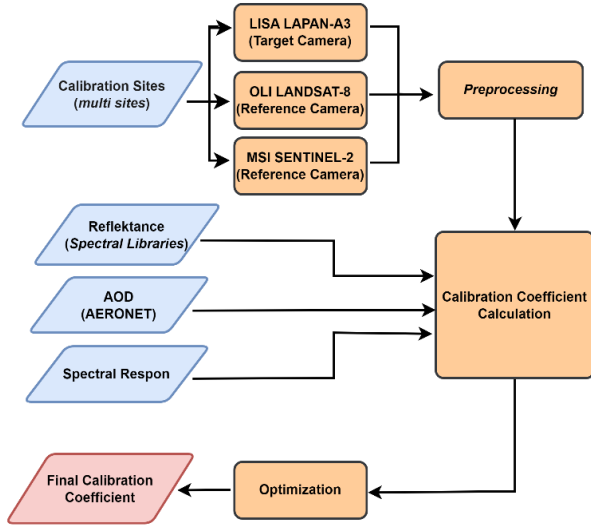 LISA LAPAN-A3
(Target Camera)
Calibration Sites
(multi sites)
OLI LANDSAT-8
(Reference Camera)
Preprocessing
MSI SENTINEL-2
(Reference Camera)
Reflektance
(Spectral Libraries)
AOD
(AERONET)
Calibration Coefficient
Calculation
Spectral Respon
Final Calibration
Coefficient
Optimization